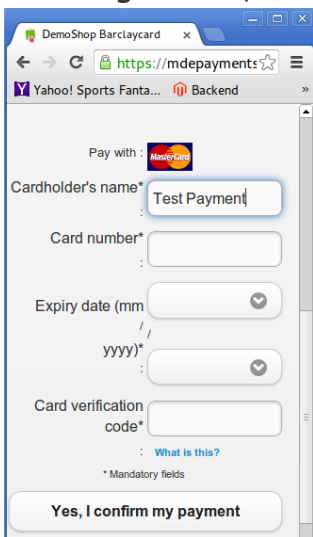 DemoShop Barclaycard
https://mdepayments
Yahoo! Sports Fanta... Backend »
Pay with : MasterCard
Cardholder's name*
: Test Payment
Card number*
:
Expiry date (mm
/ /
yyyy)*
:
Card verification
code*
: What is this?
* Mandatory fields
Yes, I confirm my payment